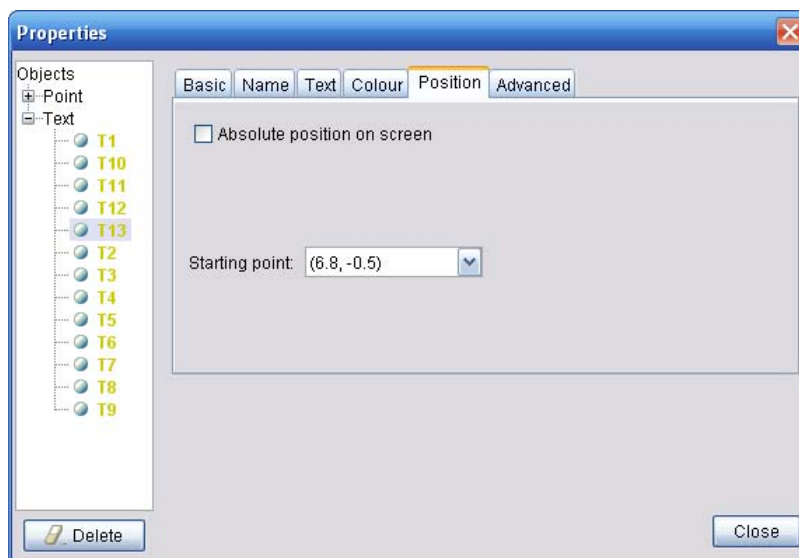 Properties
Objects
Point
Text
T1
T10
T11
T12
T13
T2
T3
T4
T5
T6
T7
T8
T9
Delete
Basic Name Text Colour Position Advanced
Absolute position on screen
Starting point: (6.8, -0.5)
Close